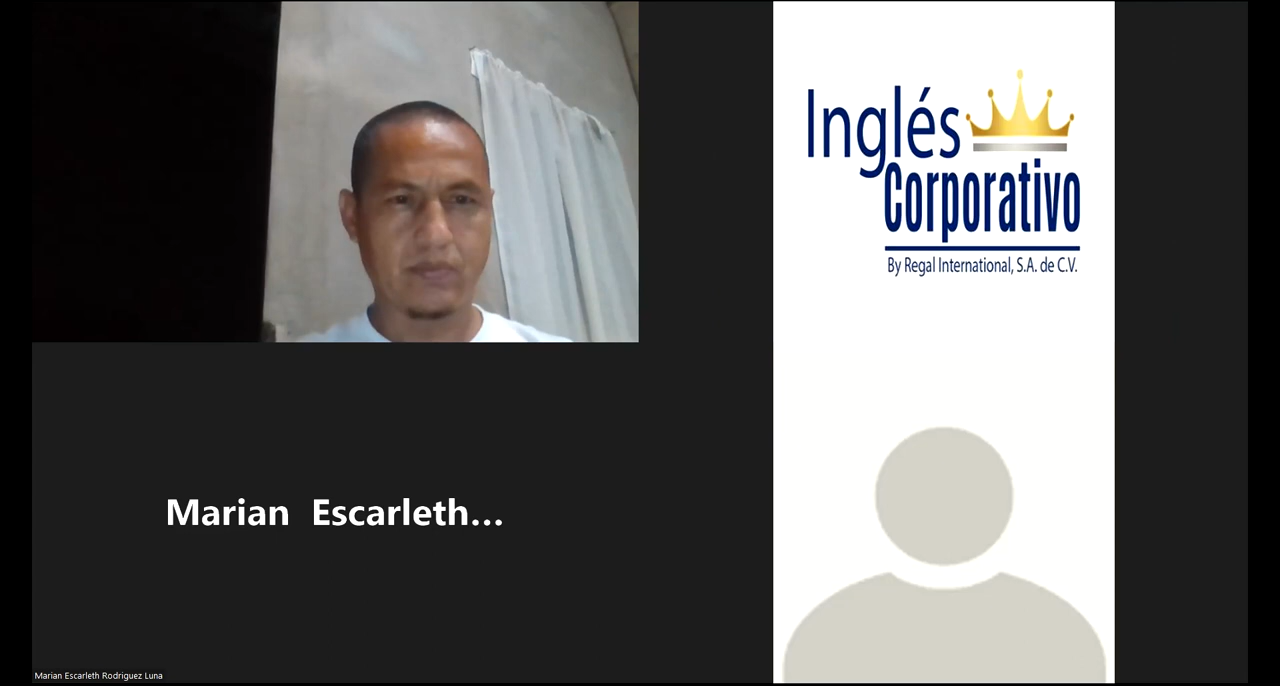 Inglés
Corporativo
By Regal International, S.A. de C.V.
Marian Escarleth...
Marian Escarleth Rodriguez Luna